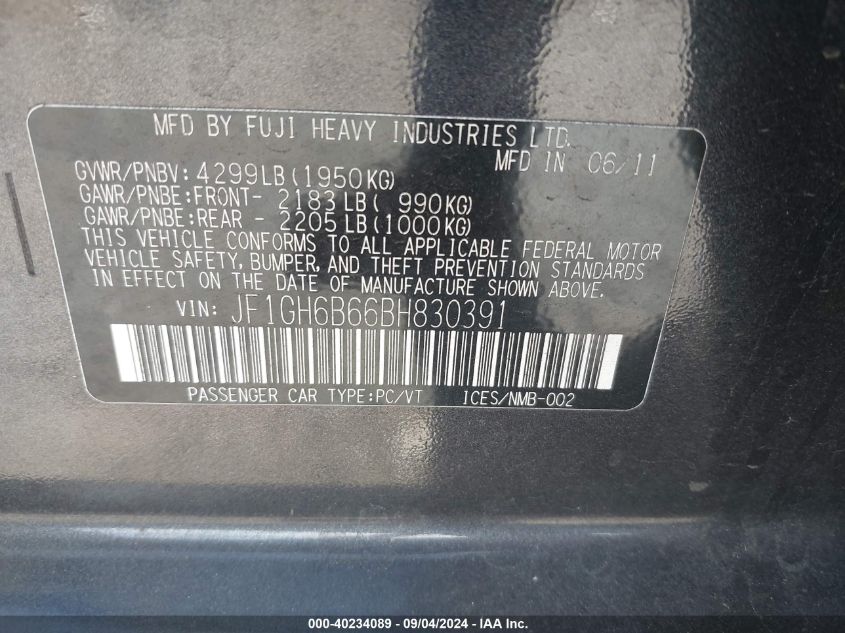 MFD BY FUJI HEAVY INDUSTRIES LTD.
MFD IN 06/11
GVWR/PNBV: 4299LB(1950KG)
GAWR/PNBE:FRONT- 2183LB( 990KG)
GAWR/PNBE:REAR - 2205LB(1000KG)
THIS VEHICLE CONFORMS TO ALL APPLICABLE FEDERAL MOTOR
VEHICLE SAFETY, BUMPER, AND THEFT PREVENTION STANDARDS
IN EFFECT ON THE DATE OF MANUFACTURE SHOWN ABOVE.
VIN: JF1GH6B66BH830391
PASSENGER CAR TYPE:PC/VT ICES/NMB-002
000-40234089 - 09/04/2024 - IAA Inc.